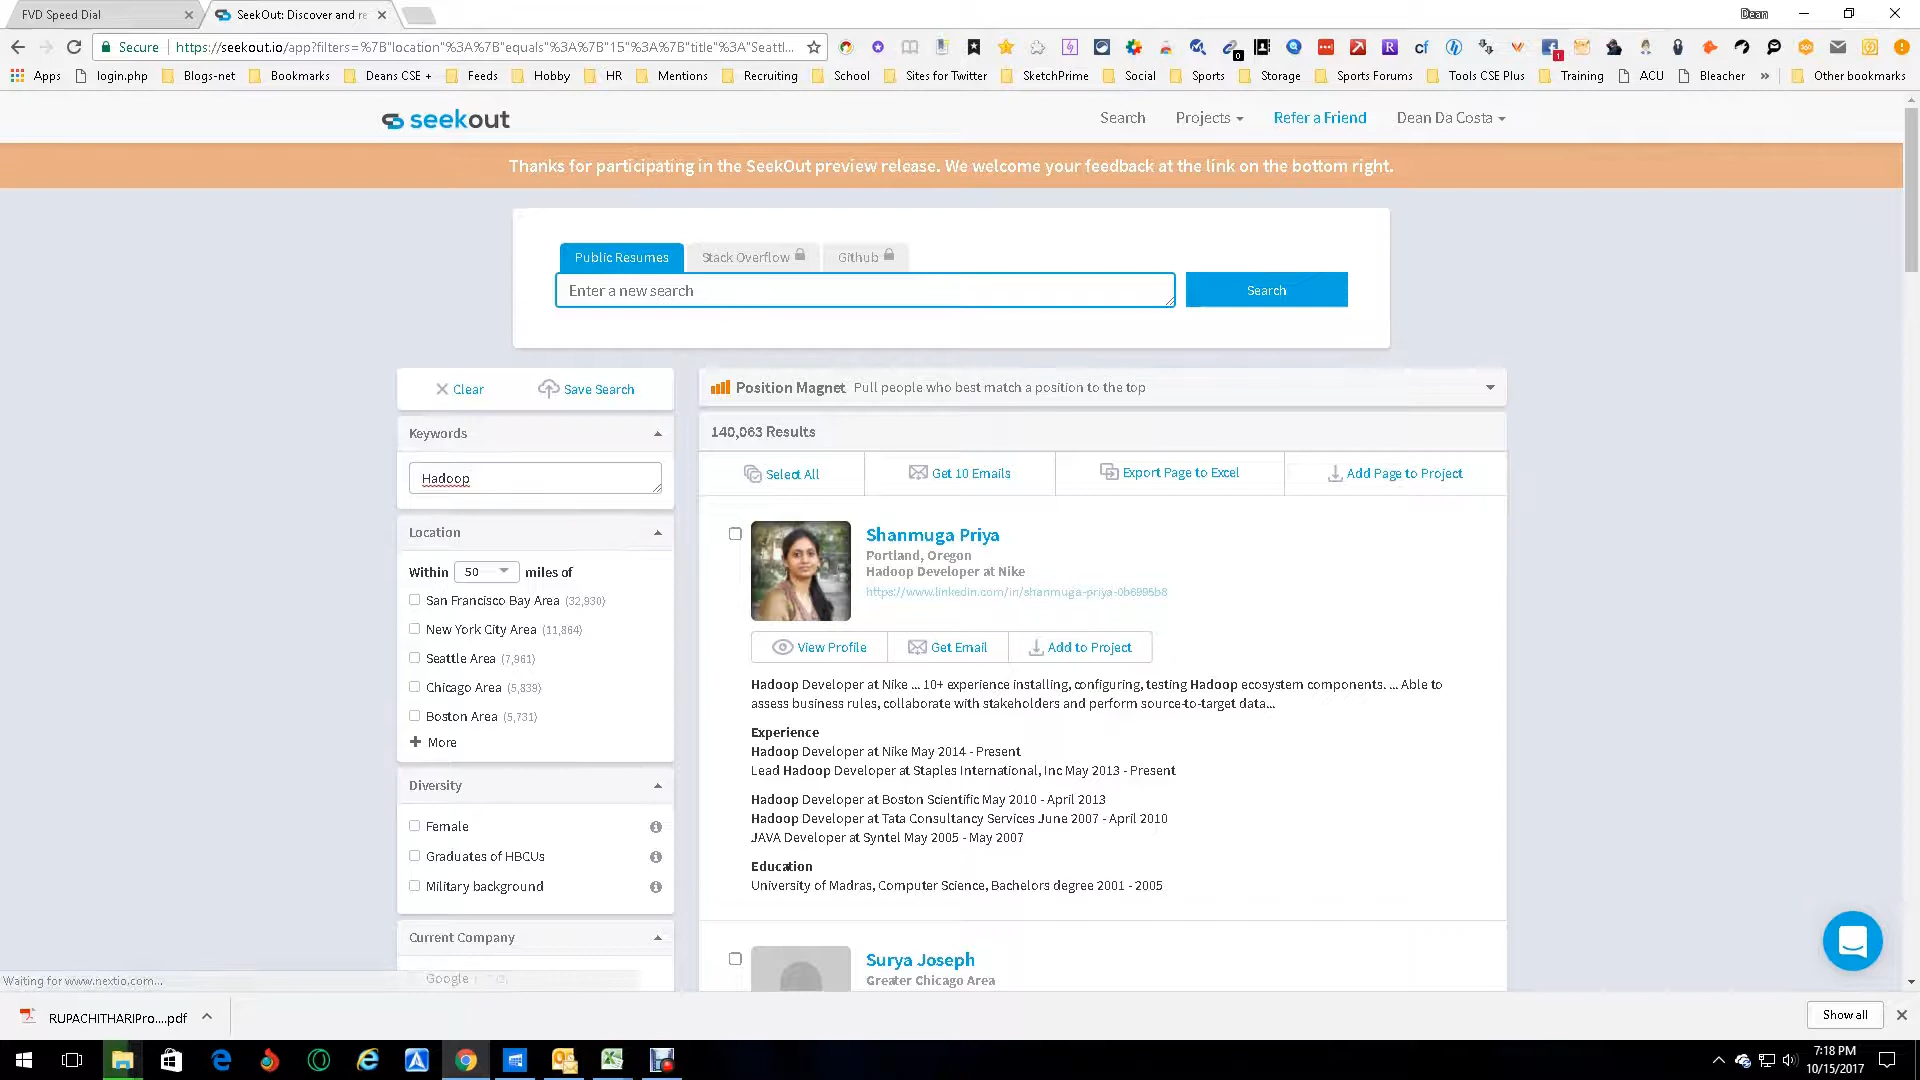 FVD Speed Dial
SeekOut: Discover and re
Dean
Secure
https://seekout.io/app?filters=%7B"location"%3A%7B"equals"%3A%7B"15"%3A%7B"title"%3A"Seattl...
Apps
login.php
Blogs-net
Bookmarks
Deans CSE +
Feeds
Hobby
HR
Mentions
Recruiting
School
Sites for Twitter
SketchPrime
Social
Sports
Storage
Sports Forums
Tools CSE Plus
Training
ACU
Bleacher
»
Other bookmarks
seekout
Search
Projects
Refer a Friend
Dean Da Costa
Thanks for participating in the SeekOut preview release. We welcome your feedback at the link on the bottom right.
Public Resumes
Stack Overflow
Github
Enter a new search
Search
Clear
Save Search
Keywords
Hadoop
Location
Within 50 miles of
San Francisco Bay Area (32,930)
New York City Area (11,864)
Seattle Area (7,961)
Chicago Area (5,839)
Boston Area (5,731)
+ More
Diversity
Female
Graduates of HBCUs
Military background
Current Company
Google
Position Magnet Pull people who best match a position to the top
140,063 Results
Select All
Get 10 Emails
Export Page to Excel
Add Page to Project
Shanmuga Priya
Portland, Oregon
Hadoop Developer at Nike
https://www.linkedin.com/in/shanmuga-priya-0b6995b8
View Profile
Get Email
Add to Project
Hadoop Developer at Nike ... 10+ experience installing, configuring, testing Hadoop ecosystem components. ... Able to
assess business rules, collaborate with stakeholders and perform source-to-target data...
Experience
Hadoop Developer at Nike May 2014 - Present
Lead Hadoop Developer at Staples International, Inc May 2013 - Present
Hadoop Developer at Boston Scientific May 2010 - April 2013
Hadoop Developer at Tata Consultancy Services June 2007 - April 2010
JAVA Developer at Syntel May 2005 - May 2007
Education
University of Madras, Computer Science, Bachelors degree 2001 - 2005
Surya Joseph
Greater Chicago Area
Waiting for www.nextio.com...
RUPACHITHARIPro....pdf
Show all
7:18 PM
10/15/2017